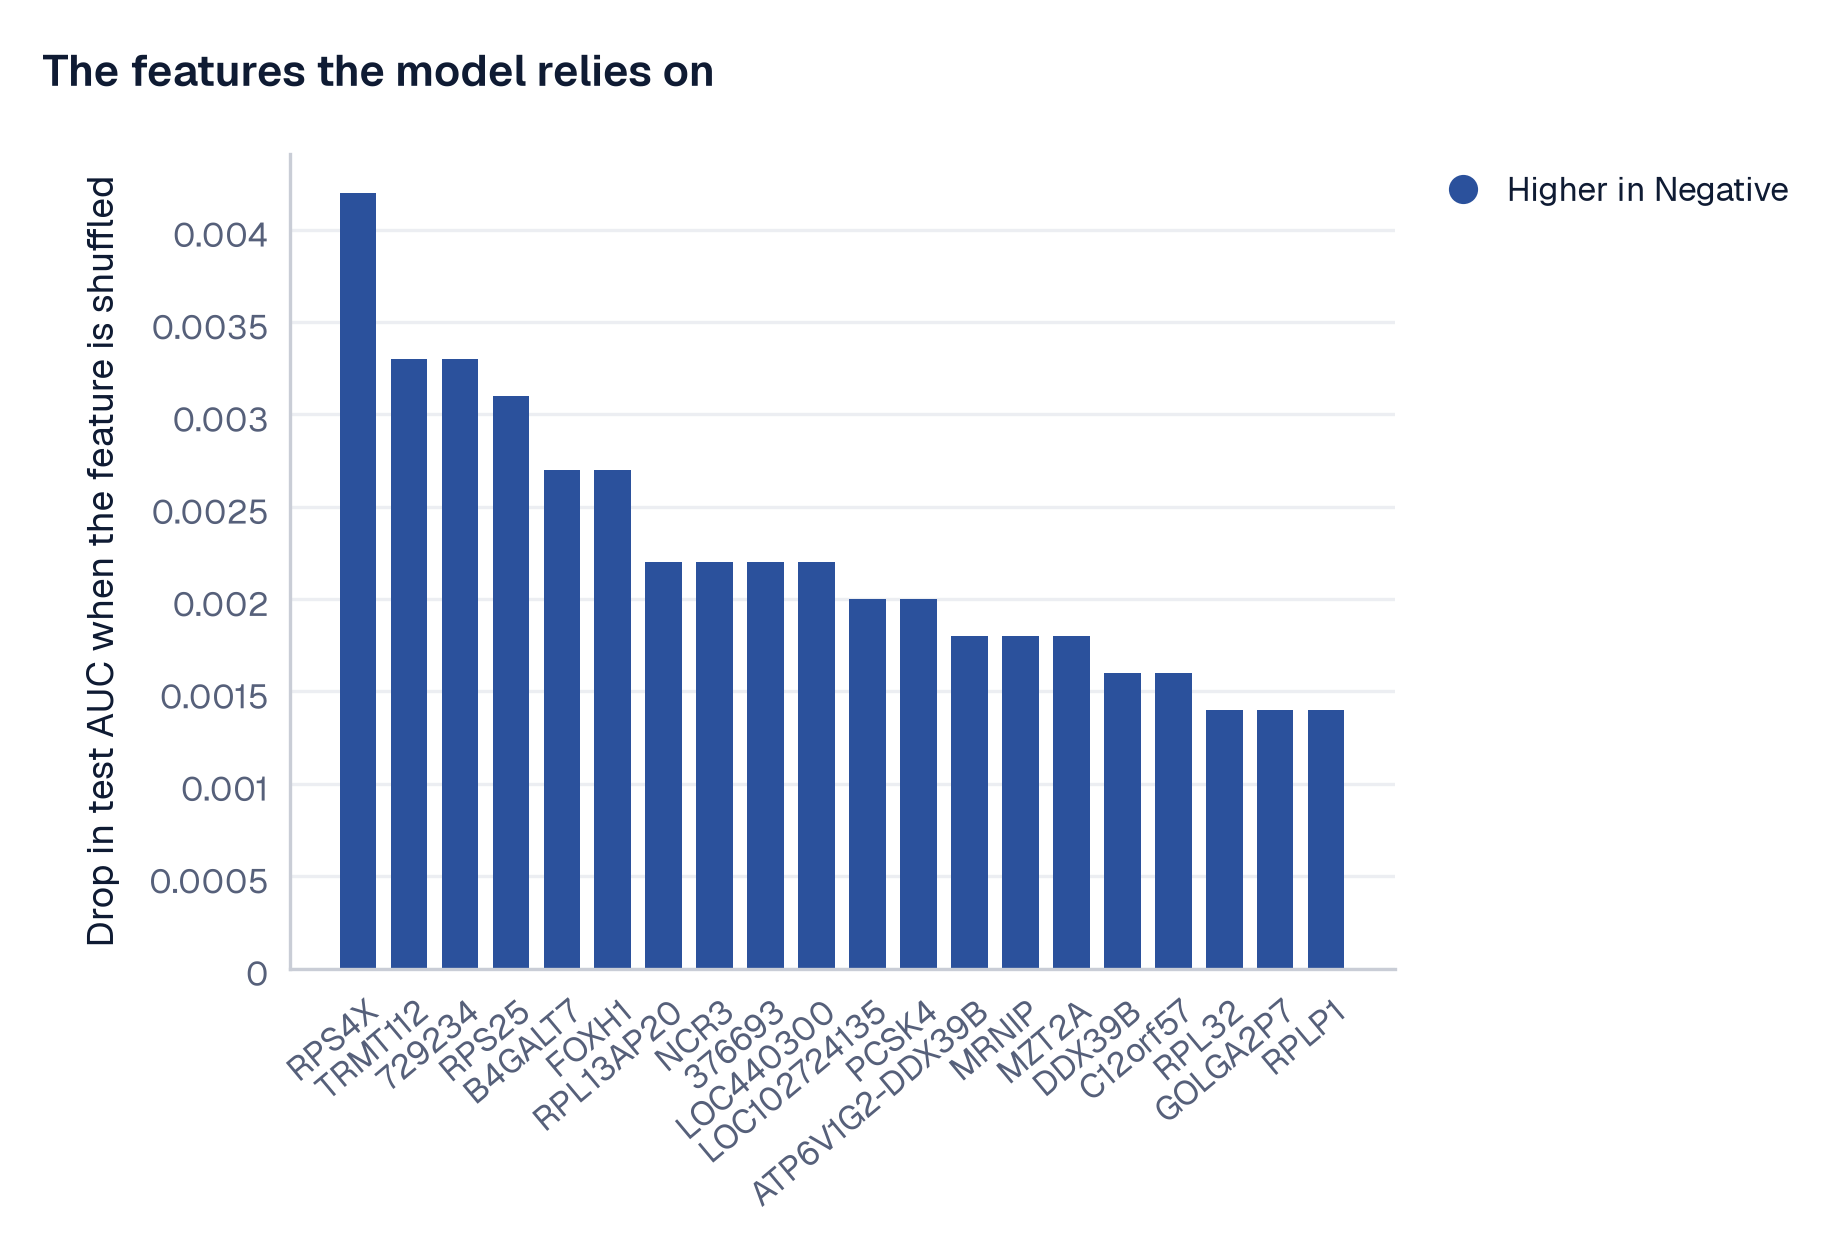 The features the model relies on
Drop in test AUC when the feature is shuffled
0.004
0.0035
0.003
0.0025
0.002
0.0015
0.001
0.0005
0
RPS4X
TRMT112
729234
RPS25
B4GALT7
FOXH1
RPL13AP20
NCR3
376693
LOC440300
LOC102724135
PCSK4
ATP6V1G2-DDX39B
MRNIP
MZT2A
DDX39B
C12orf57
RPL32
GOLGA2P7
RPLP1
Higher in Negative